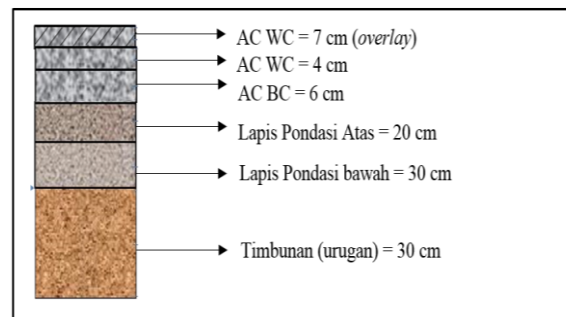 AC WC = 7 cm (overlay)
AC WC = 4 cm
AC BC = 6 cm
Lapis Pondasi Atas = 20 cm
Lapis Pondasi bawah = 30 cm
Timbunan (urugan) = 30 cm